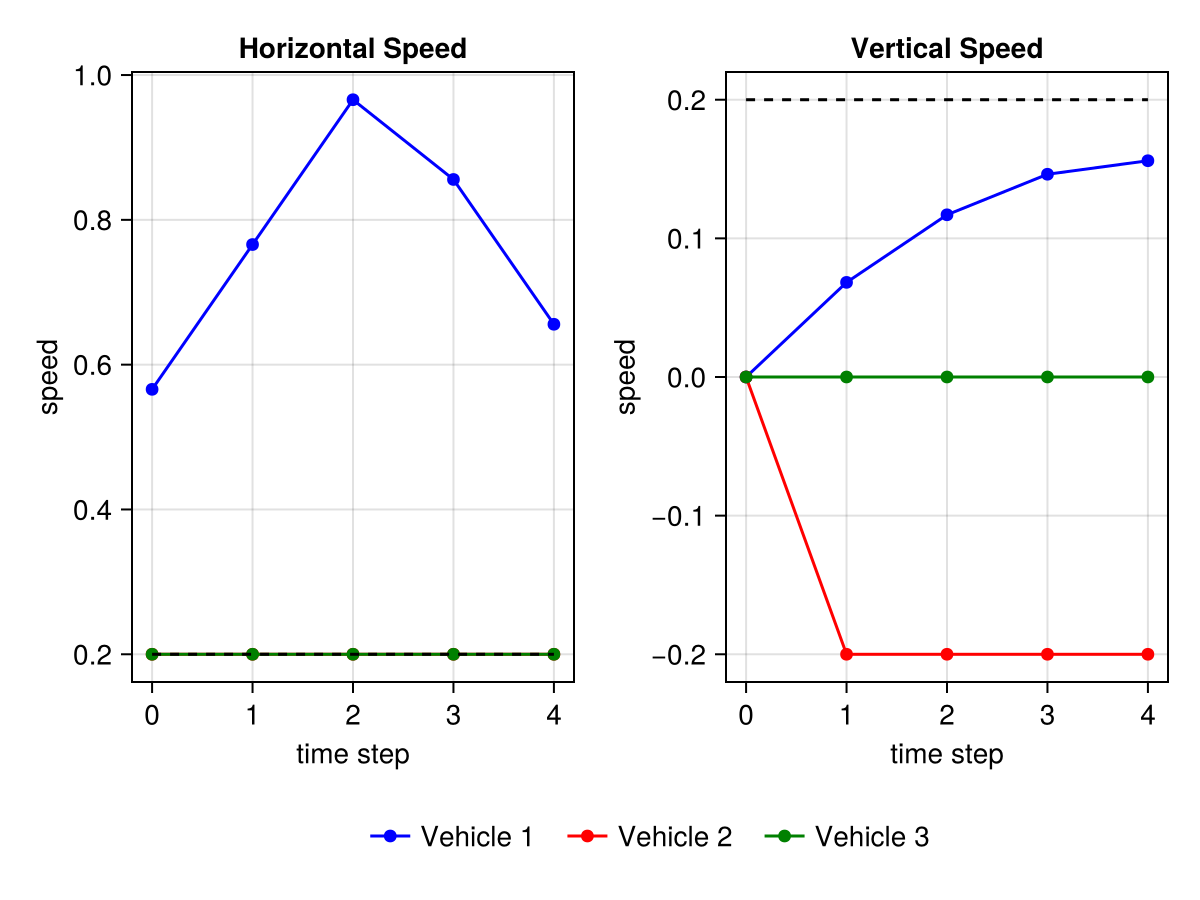 Horizontal Speed
1.0
0.8
0.6
0.4
0.2
speed
0 1 2 3 4
time step
Vertical Speed
0.2
0.1
0.0
−0.1
−0.2
speed
0 1 2 3 4
time step
Vehicle 1 Vehicle 2 Vehicle 3